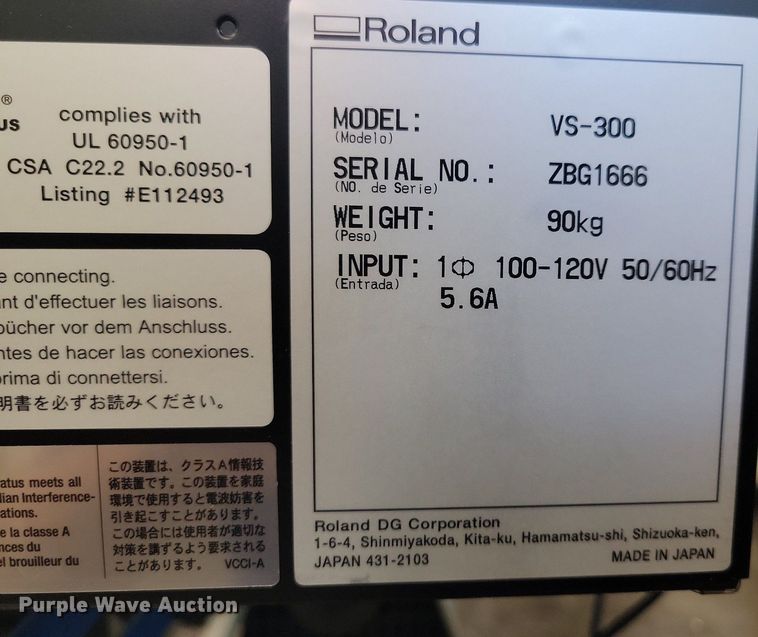 ®
us
complies with
UL 60950-1
CSA C22.2 No.60950-1
Listing #E112493
connecting.
d'effectuer les liaisons.
vor dem Anschluss.
de hacer las conexiones.
di connettersi.
明書を必ずお読みください。
meets all
Interference-
la classe A
du
brouilleur du
この装置は、クラスA情報技
術装置です。この装置を家庭
環境で使用すると電波妨害を
引き起こすことがあります。
この場合には使用者が適切な
対策を講ずるよう要求される
ことがあります。 VCCI-A
Roland
MODEL: VS-300
(Modelo)
SERIAL NO.: ZBG1666
(NO. de Serie)
WEIGHT: 90kg
(Peso)
INPUT: 1Φ 100-120V 50/60Hz
(Entrada)
5.6A
Roland DG Corporation
1-6-4, Shinmiyakoda, Kita-ku, Hamamatsu-shi, Shizuoka-ken,
JAPAN 431-2103 MADE IN JAPAN
Purple Wave Auction